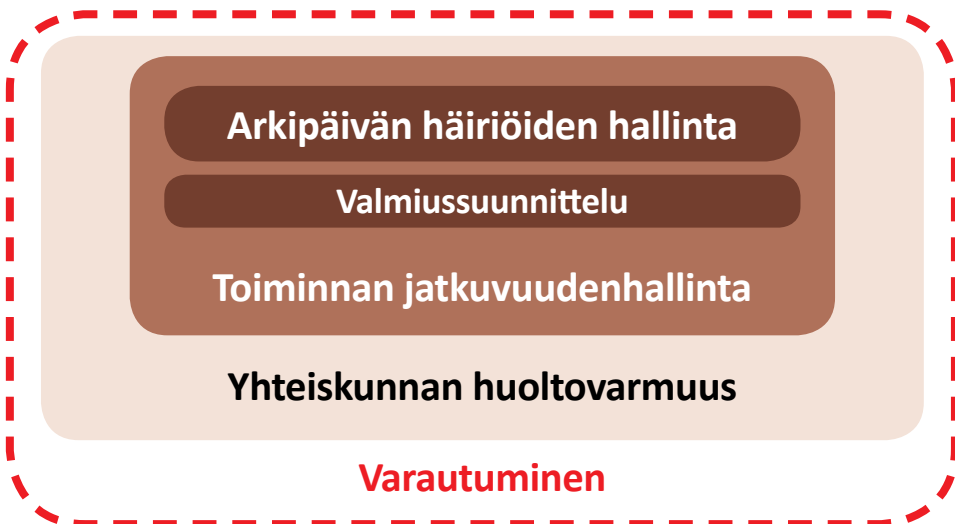 Arkipäivän häiriöiden hallinta
Valmiussuunnittelu
Toiminnan jatkuvuudenhallinta
Yhteiskunnan huoltovarmuus
Varautuminen